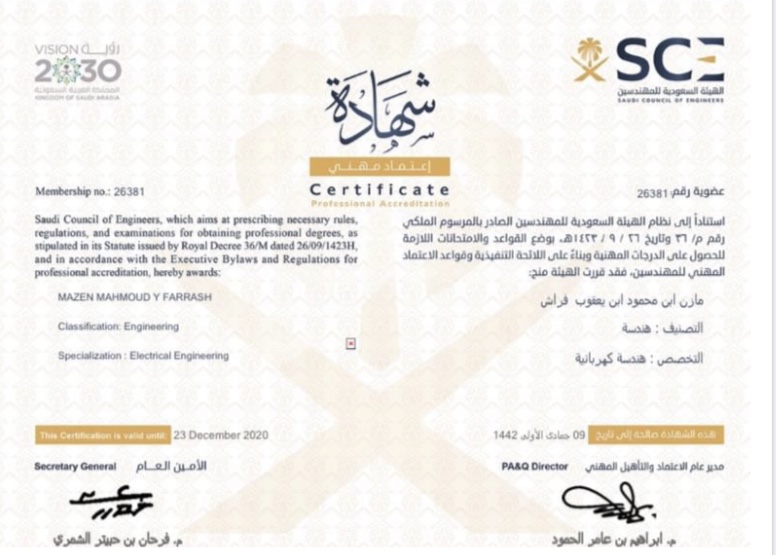 VISION رؤيــة
2030
المملكة العربية السعودية
KINGDOM OF SAUDI ARABIA
SCE
الهيئة السعودية للمهندسين
SAUDI COUNCIL OF ENGINEERS
شهادة
إعـتـمـاد مـهـنـي
Certificate
Professional Accreditation
Membership no.: 26381
عضوية رقم: 26381
Saudi Council of Engineers, which aims at prescribing necessary rules,
regulations, and examinations for obtaining professional degrees, as
stipulated in its Statute issued by Royal Decree 36/M dated 26/09/1423H,
and in accordance with the Executive Bylaws and Regulations for
professional accreditation, hereby awards:
استناداً إلى نظام الهيئة السعودية للمهندسين الصادر بالمرسوم الملكي
رقم م/ ٣٦ وتاريخ ٢٦ / ٩ / ١٤٢٣هـ، بوضع القواعد والامتحانات اللازمة
للحصول على الدرجات المهنية وبناءً على اللائحة التنفيذية وقواعد الاعتماد
المهني للمهندسين، فقد قررت الهيئة منح:
MAZEN MAHMOUD Y FARRASH
Classification: Engineering
Specialization : Electrical Engineering
مازن ابن محمود ابن يعقوب فراش
التصنيف : هندسة
التخصص : هندسة كهربائية
This Certification is valid until: 23 December 2020
هذه الشهادة صالحة إلى تاريخ 09 جمادى الأولى 1442
Secretary General الأمـيـن الـعــام
PA&Q Director مدير عام الاعتماد والتأهيل المهني
م. فرحان بن حبيتر الشمري
م. ابراهيم بن عامر الحمود